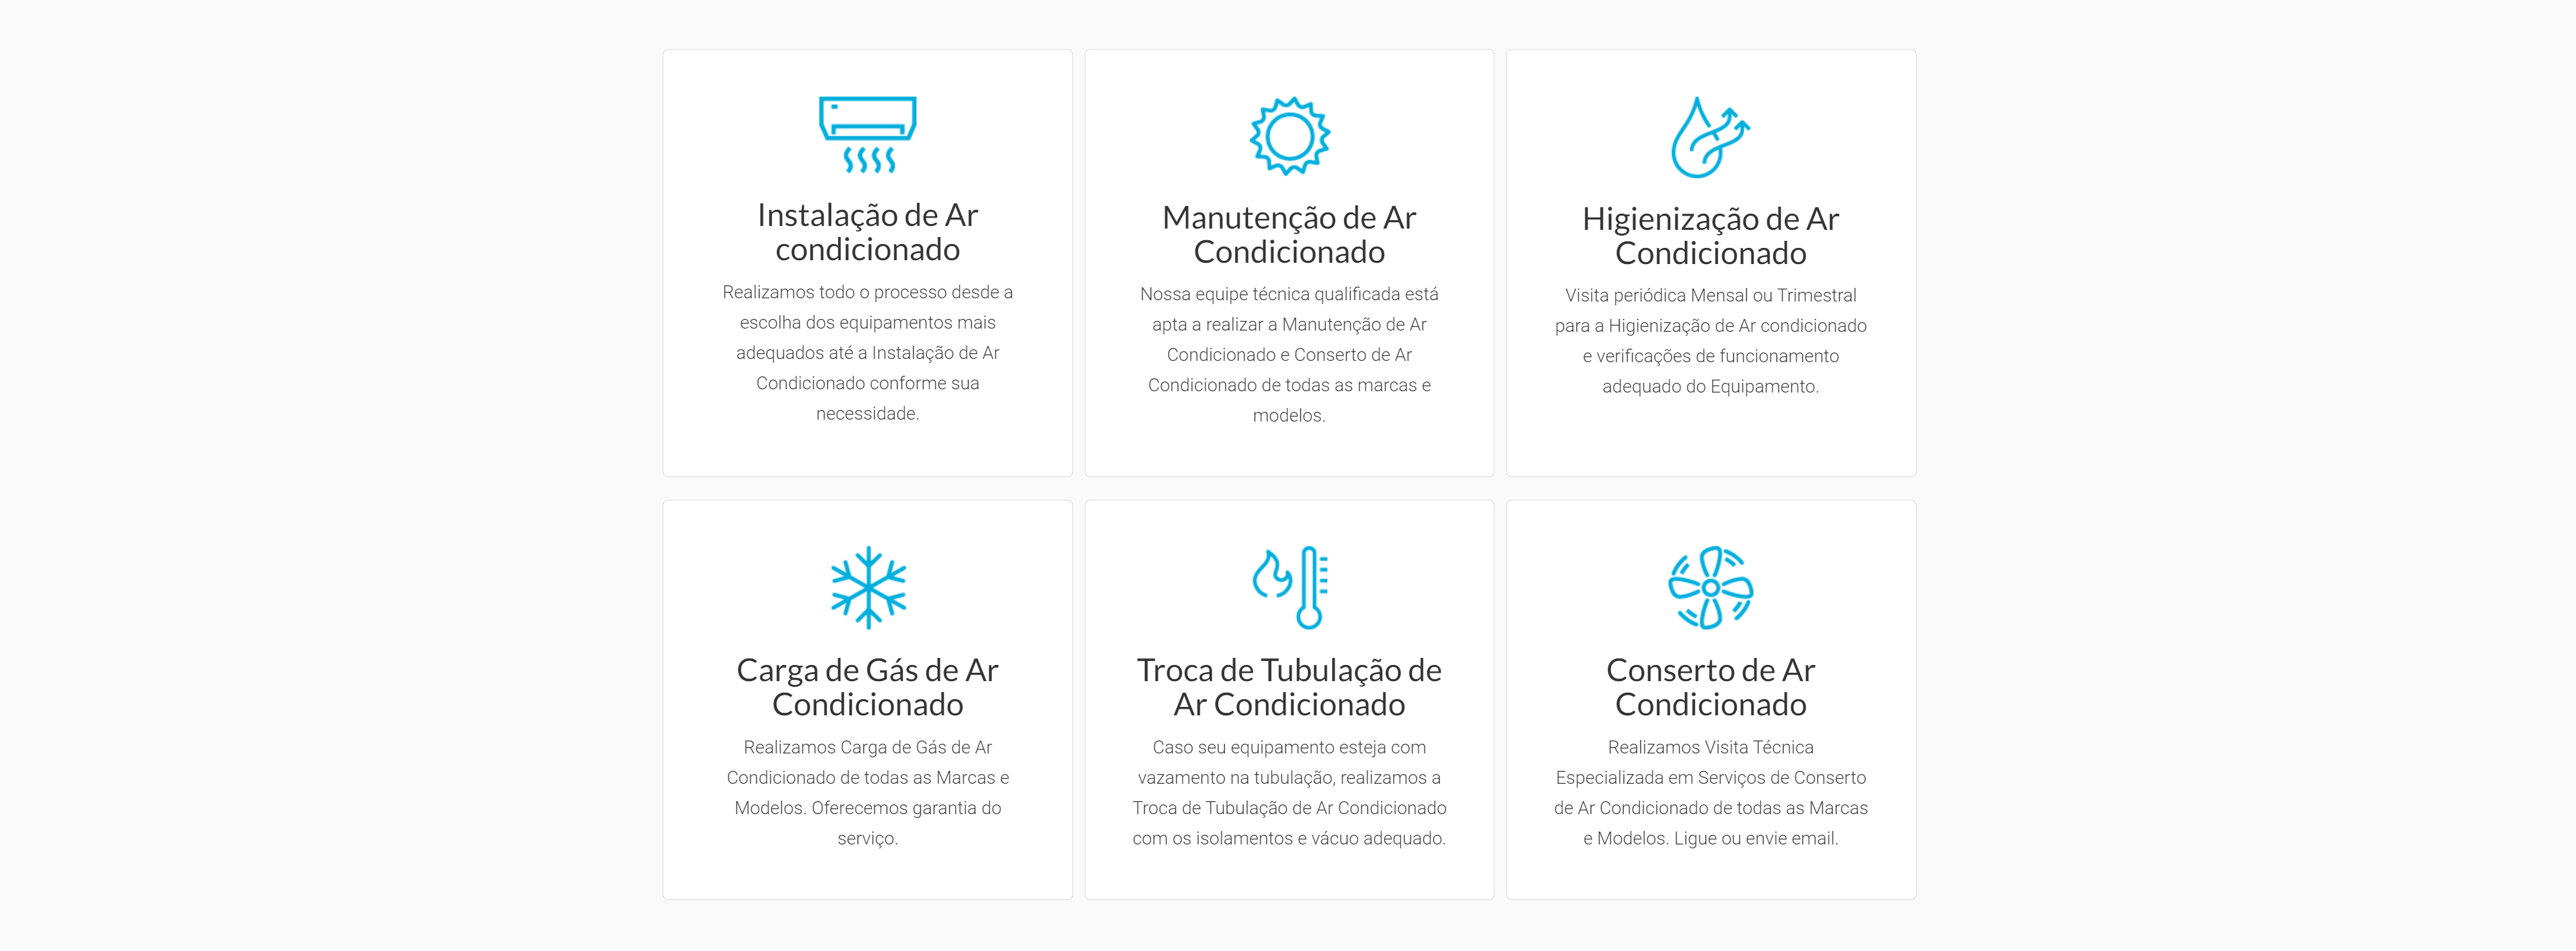 Instalação de Ar
condicionado
Realizamos todo o processo desde a
escolha dos equipamentos mais
adequados até a Instalação de Ar
Condicionado conforme sua
necessidade.
Manutenção de Ar
Condicionado
Nossa equipe técnica qualificada está
apta a realizar a Manutenção de Ar
Condicionado e Conserto de Ar
Condicionado de todas as marcas e
modelos.
Higienização de Ar
Condicionado
Visita periódica Mensal ou Trimestral
para a Higienização de Ar condicionado
e verificações de funcionamento
adequado do Equipamento.
Carga de Gás de Ar
Condicionado
Realizamos Carga de Gás de Ar
Condicionado de todas as Marcas e
Modelos. Oferecemos garantia do
serviço.
Troca de Tubulação de
Ar Condicionado
Caso seu equipamento esteja com
vazamento na tubulação, realizamos a
Troca de Tubulação de Ar Condicionado
com os isolamentos e vácuo adequado.
Conserto de Ar
Condicionado
Realizamos Visita Técnica
Especializada em Serviços de Conserto
de Ar Condicionado de todas as Marcas
e Modelos. Ligue ou envie email.